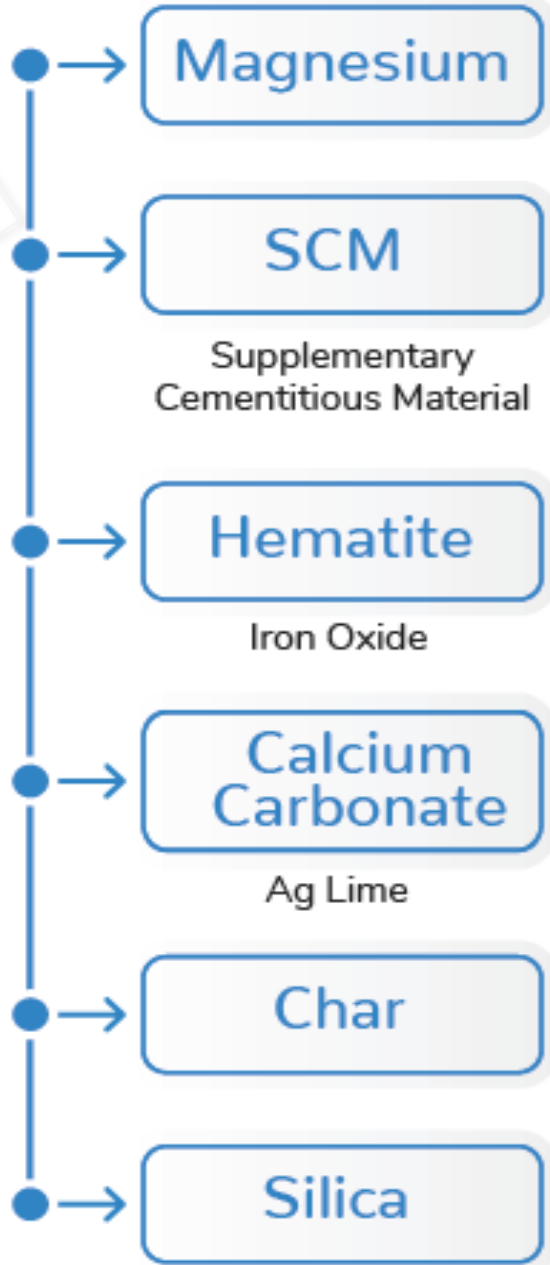 Magnesium
SCM
Supplementary
Cementitious Material
Hematite
Iron Oxide
Calcium
Carbonate
Ag Lime
Char
Silica